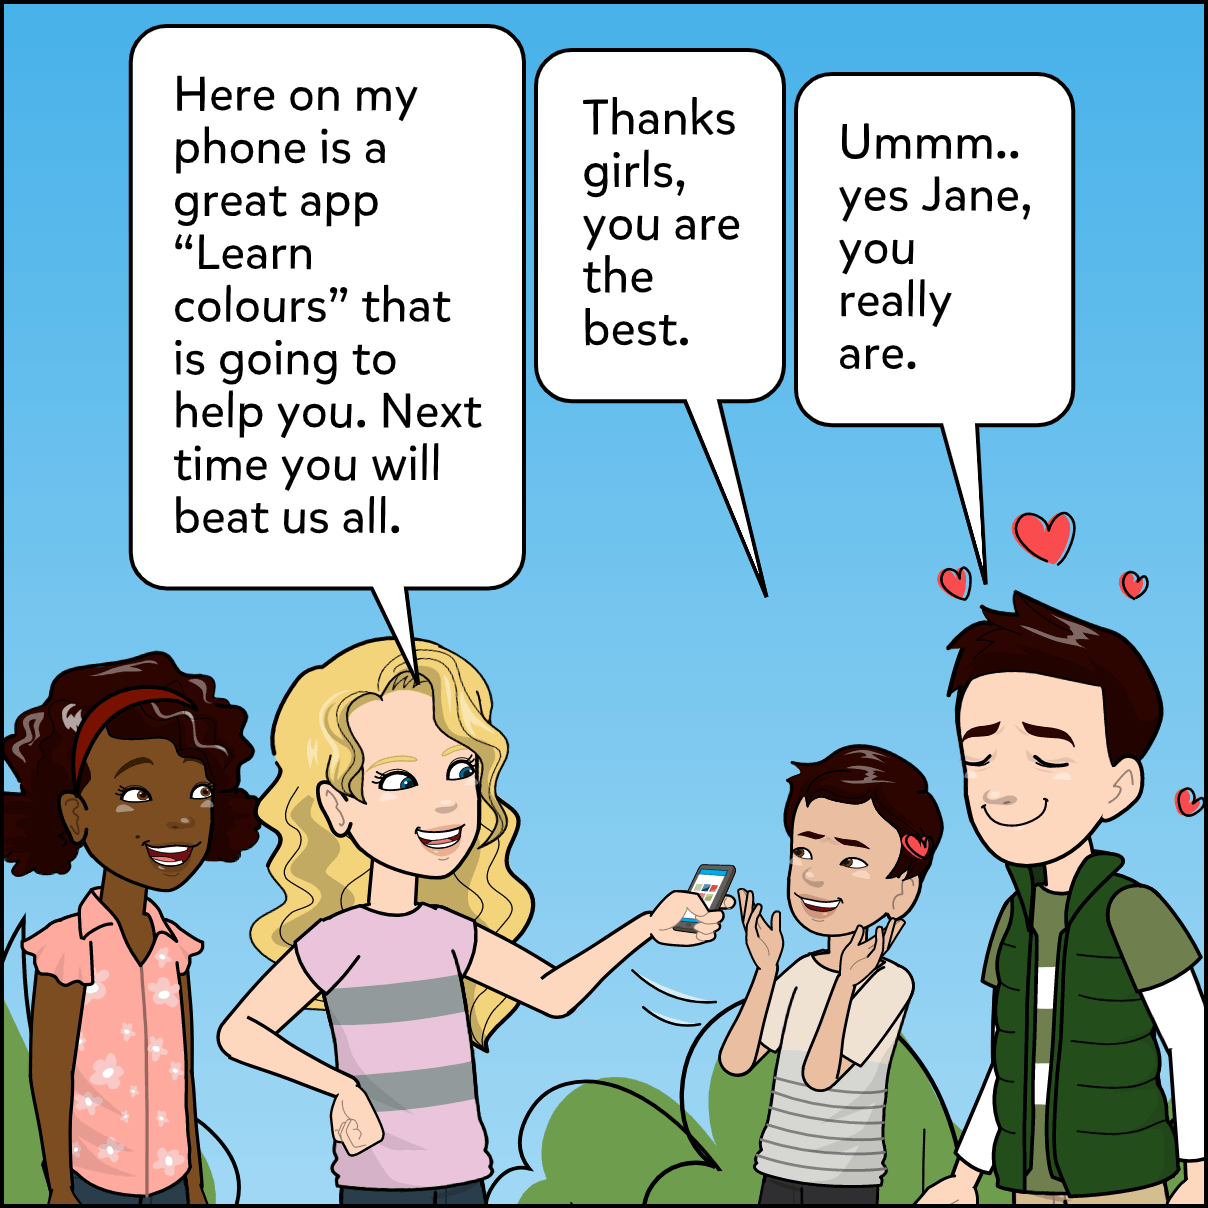 Here on my
phone is a
great app
“Learn
colours” that
is going to
help you. Next
time you will
beat us all.
Thanks
girls,
you are
the
best.
Ummm..
yes Jane,
you
really
are.